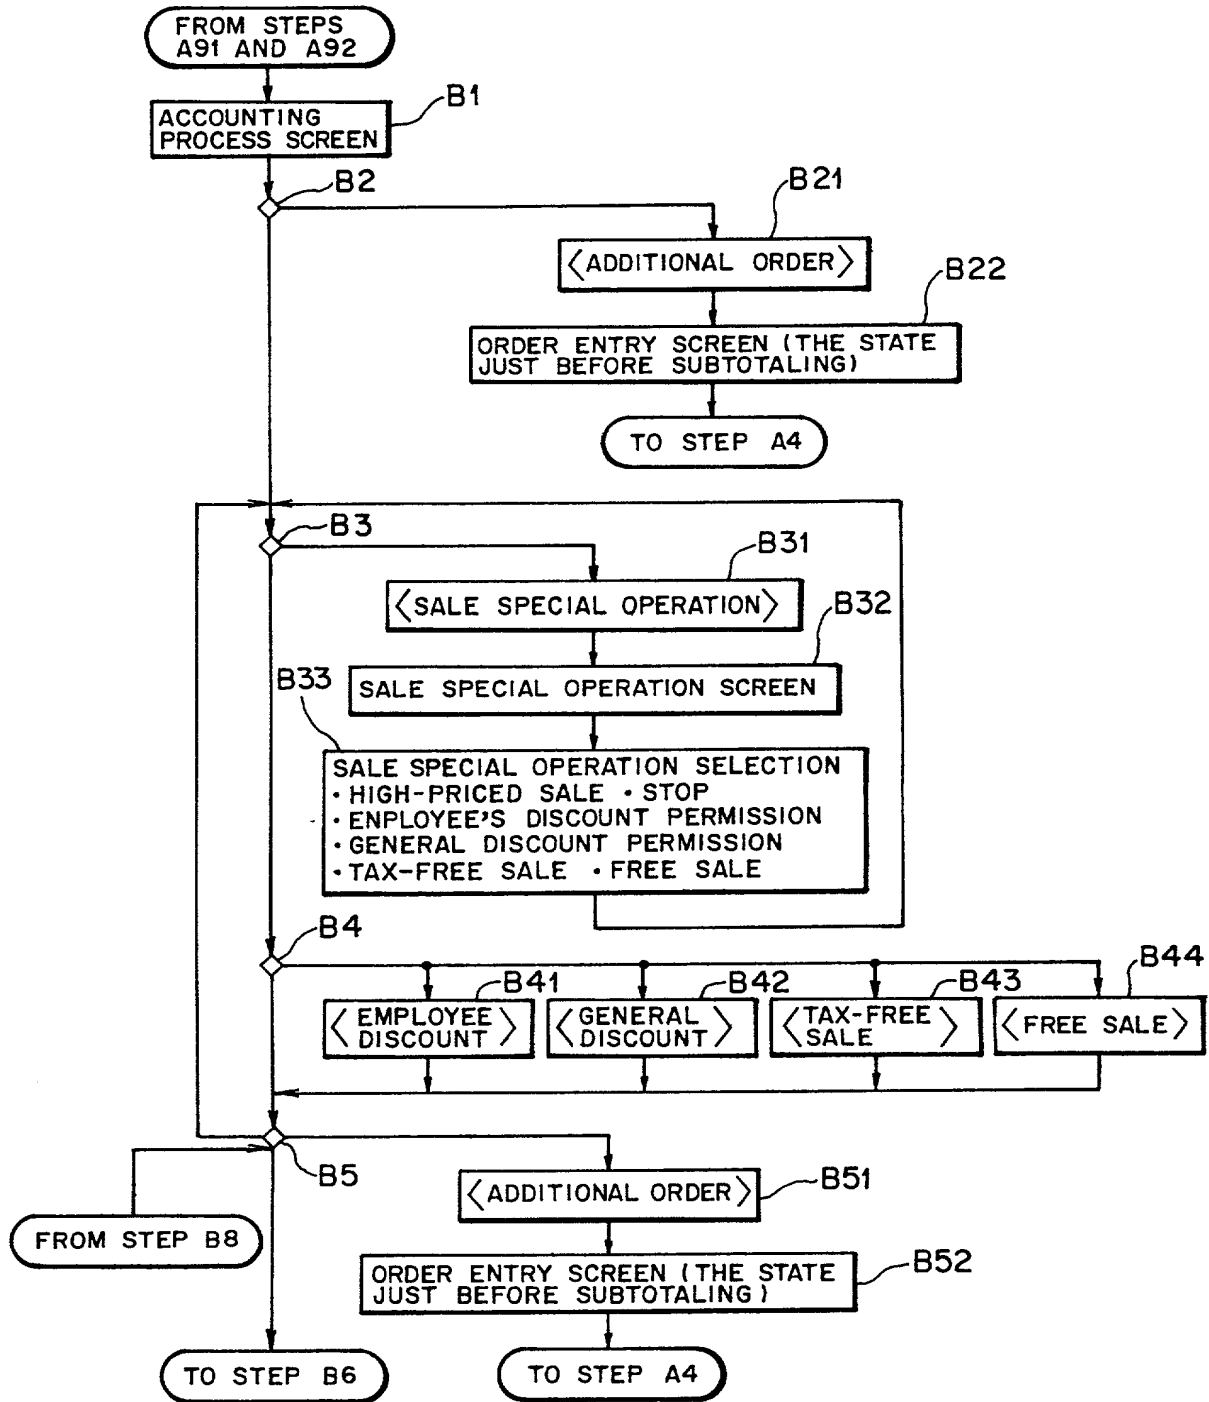 FROM STEPS
A91 AND A92
B1
ACCOUNTING
PROCESS SCREEN
B2
B21
<ADDITIONAL ORDER>
B22
ORDER ENTRY SCREEN (THE STATE
JUST BEFORE SUBTOTALING)
TO STEP A4
B3
B31
<SALE SPECIAL OPERATION>
B32
B33
SALE SPECIAL OPERATION SCREEN
SALE SPECIAL OPERATION SELECTION
・HIGH-PRICED SALE ・STOP
・ENPLOYEE'S DISCOUNT PERMISSION
・GENERAL DISCOUNT PERMISSION
・TAX-FREE SALE ・FREE SALE
B4
B41
B42
B43
B44
<EMPLOYEE
DISCOUNT>
<GENERAL
DISCOUNT>
<TAX-FREE
SALE>
<FREE SALE>
B5
B51
<ADDITIONAL ORDER>
FROM STEP B8
B52
ORDER ENTRY SCREEN (THE STATE
JUST BEFORE SUBTOTALING)
TO STEP B6
TO STEP A4